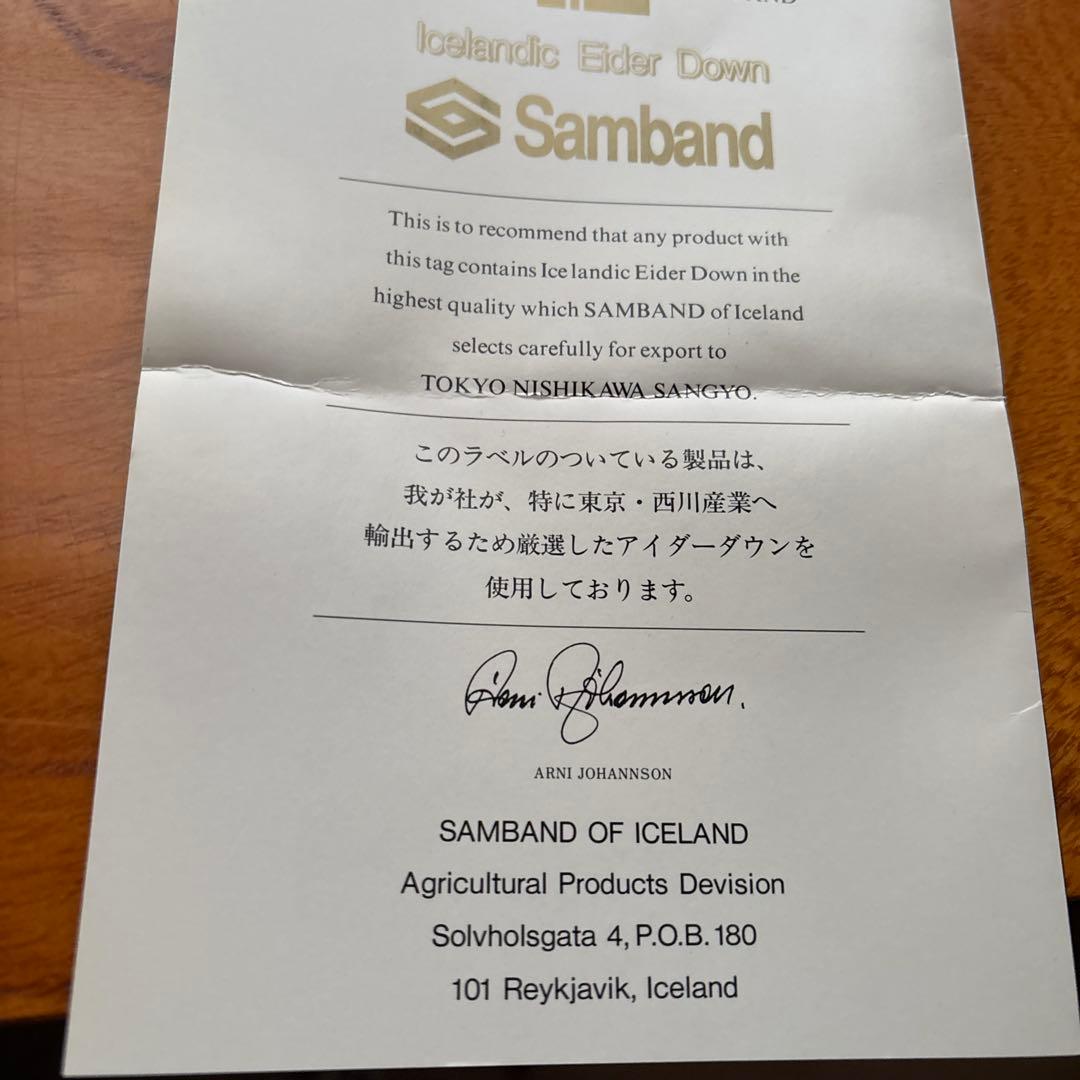 Icelandic Eider Down
Samband
This is to recommend that any product with
this tag contains Ice landic Eider Down in the
highest quality which SAMBAND of Iceland
selects carefully for export to
TOKYO NISHIKAWA SANGYO.
このラベルのついている製品は、
我が社が、特に東京・西川産業へ
輸出するため厳選したアイダーダウンを
使用しております。
Arni Jóhannsson.
ARNI JOHANNSON
SAMBAND OF ICELAND
Agricultural Products Devision
Solvholsgata 4, P.O.B. 180
101 Reykjavik, Iceland